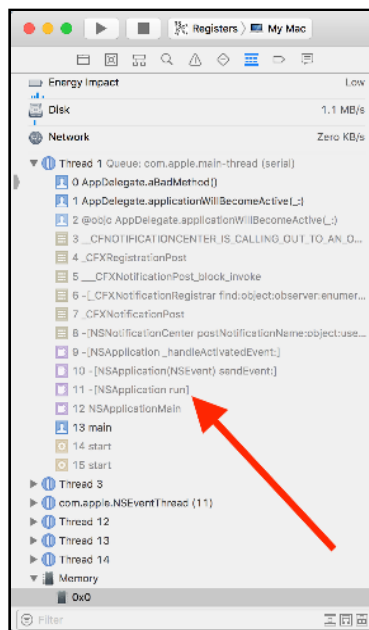 Registers 〉 My Mac
Energy Impact Low
Disk 1.1 MB/s
Network Zero KB/s
Thread 1 Queue: com.apple.main-thread (serial)
0 AppDelegate.aBadMethod()
1 AppDelegate.applicationWillBecomeActive(_:)
2 @objc AppDelegate.applicationWillBecomeActive(_:)
3 _CFNOTIFICATIONCENTER_IS_CALLING_OUT_TO_AN_O...
4 _CFXRegistrationPost
5 ___CFXNotificationPost_block_invoke
6 -[_CFXNotificationRegistrar find:object:observer:enumer...
7 _CFXNotificationPost
8 -[NSNotificationCenter postNotificationName:object:use...
9 -[NSApplication _handleActivatedEvent:]
10 -[NSApplication(NSEvent) sendEvent:]
11 -[NSApplication run]
12 NSApplicationMain
13 main
14 start
15 start
Thread 3
com.apple.NSEventThread (11)
Thread 12
Thread 13
Thread 14
Memory
0x0
Filter